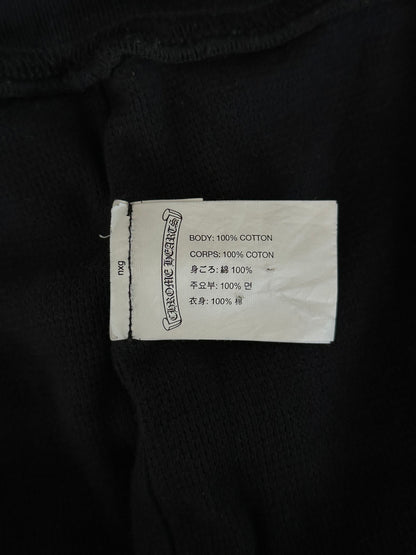 CHROME HEARTS
BODY: 100% COTTON
CORPS: 100% COTON
身ごろ: 綿 100%
주요부: 100% 면
衣身: 100% 棉
nxg